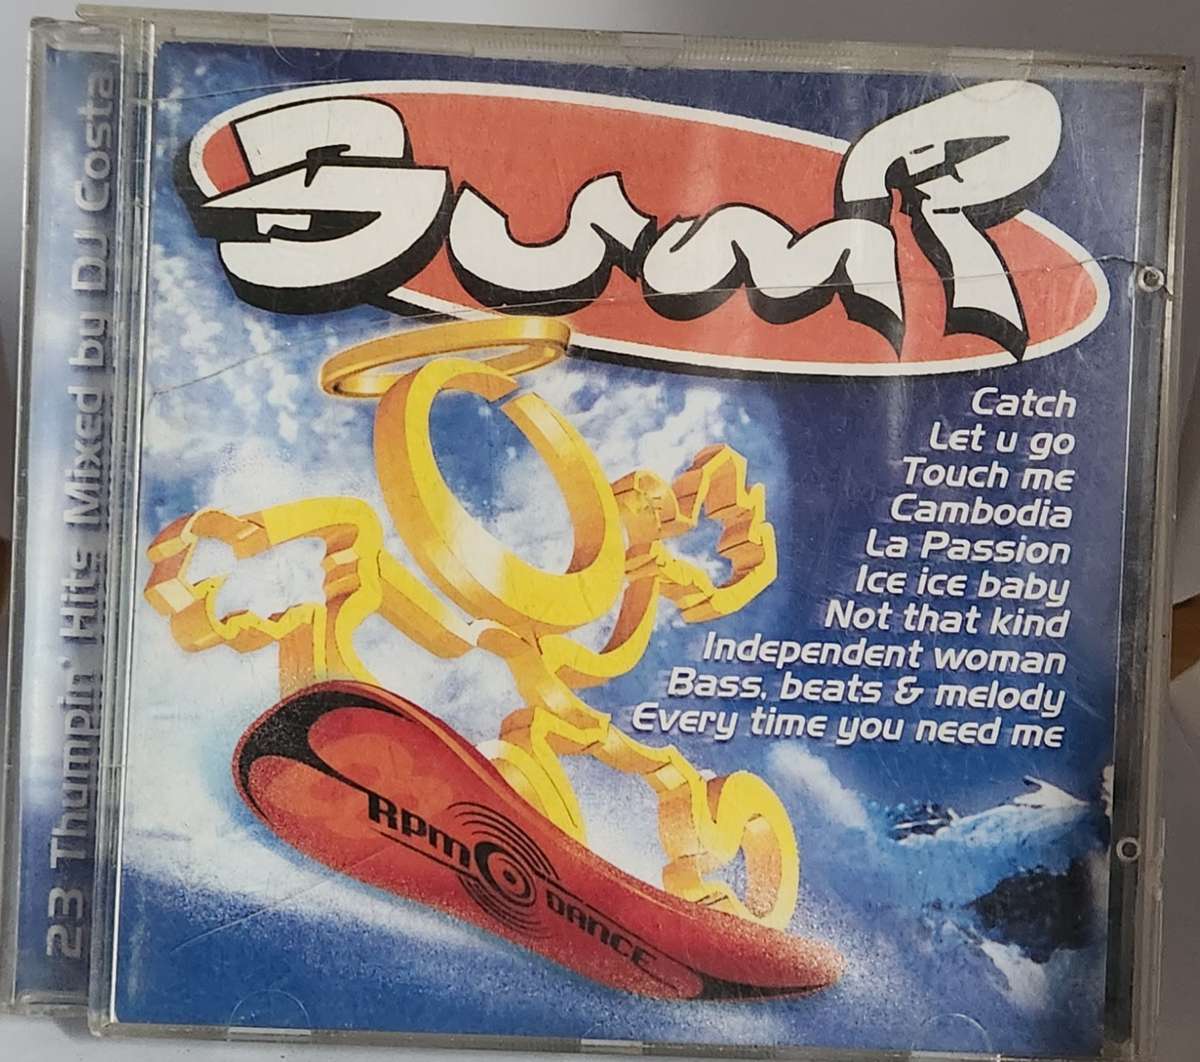 Bump
Catch
Let u go
Touch me
Cambodia
La Passion
Ice ice baby
Not that kind
Independent woman
Bass, beats & melody
Every time you need me
RPM DANCE
23 Thumpin' Hits Mixed by DJ Costa